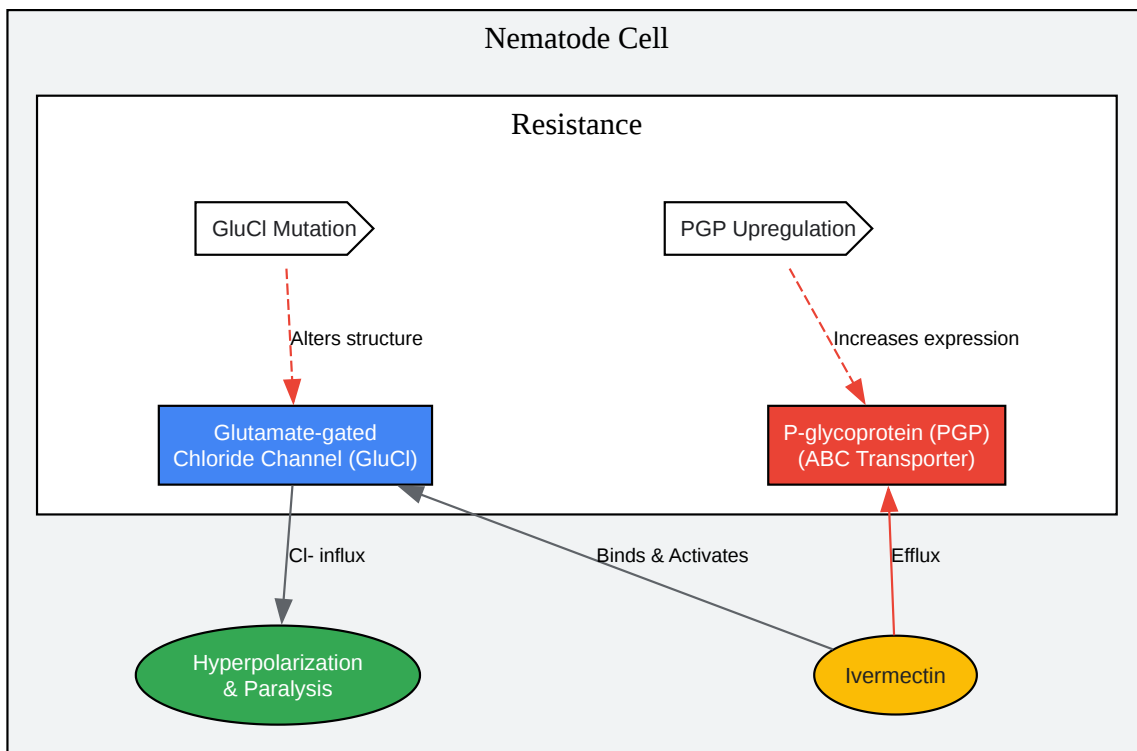 Nematode Cell
Resistance
GluCl Mutation
PGP Upregulation
Alters structure
Increases expression
Glutamate-gated
Chloride Channel (GluCl)
P-glycoprotein (PGP)
(ABC Transporter)
Cl- influx
Binds & Activates
Efflux
Hyperpolarization
& Paralysis
Ivermectin